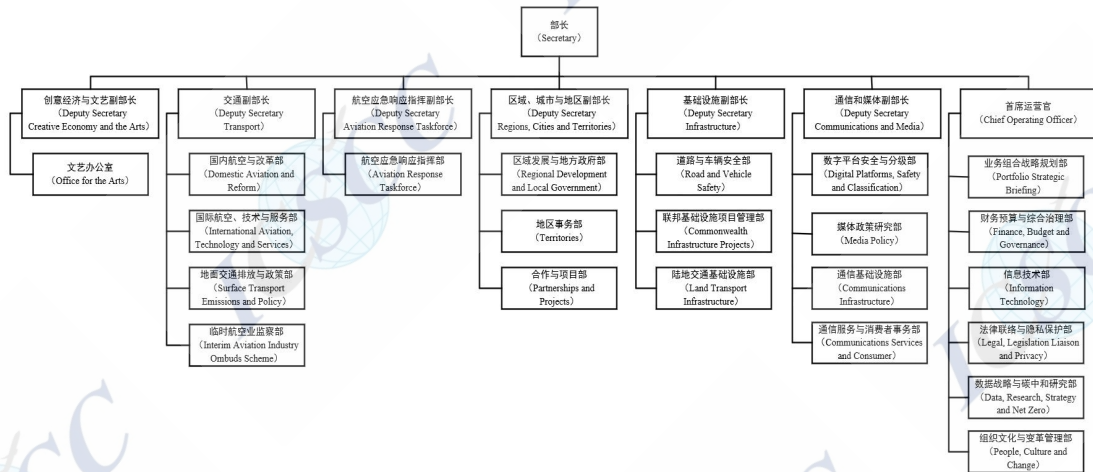 部长
（Secretary）
创意经济与文艺副部长
（Deputy Secretary
Creative Economy and the Arts）
文艺办公室
（Office for the Arts）
交通副部长
（Deputy Secretary
Transport）
国内航空与改革部
（Domestic Aviation and
Reform）
国际航空、技术与服务部
（International Aviation,
Technology and Services）
地面交通排放与政策部
（Surface Transport
Emissions and Policy）
临时航空业监察部
（Interim Aviation Industry
Ombuds Scheme）
航空应急响应指挥副部长
（Deputy Secretary
Aviation Response Taskforce）
航空应急响应指挥部
（Aviation Response
Taskforce）
区域、城市与地区副部长
（Deputy Secretary
Regions, Cities and Territories）
区域发展与地方政府部
（Regional Development
and Local Government）
地区事务部
（Territories）
合作与项目部
（Partnerships and
Projects）
基础设施副部长
（Deputy Secretary
Infrastructure）
道路与车辆安全部
（Road and Vehicle
Safety）
联邦基础设施项目管理部
（Commonwealth
Infrastructure Projects）
陆地交通基础设施部
（Land Transport
Infrastructure）
通信和媒体副部长
（Deputy Secretary
Communications and Media）
数字平台安全与分级部
（Digital Platforms, Safety
and Classification）
媒体政策研究部
（Media Policy）
通信基础设施部
（Communications
Infrastructure）
通信服务与消费者事务部
（Communications Services
and Consumer）
首席运营官
（Chief Operating Officer）
业务组合战略规划部
（Portfolio Strategic
Briefing）
财务预算与综合治理部
（Finance, Budget and
Governance）
信息技术部
（Information
Technology）
法律联络与隐私保护部
（Legal, Legislation Liaison
and Privacy）
数据战略与碳中和研究部
（Data, Research, Strategy
and Net Zero）
组织文化与变革管理部
（People, Culture and
Change）